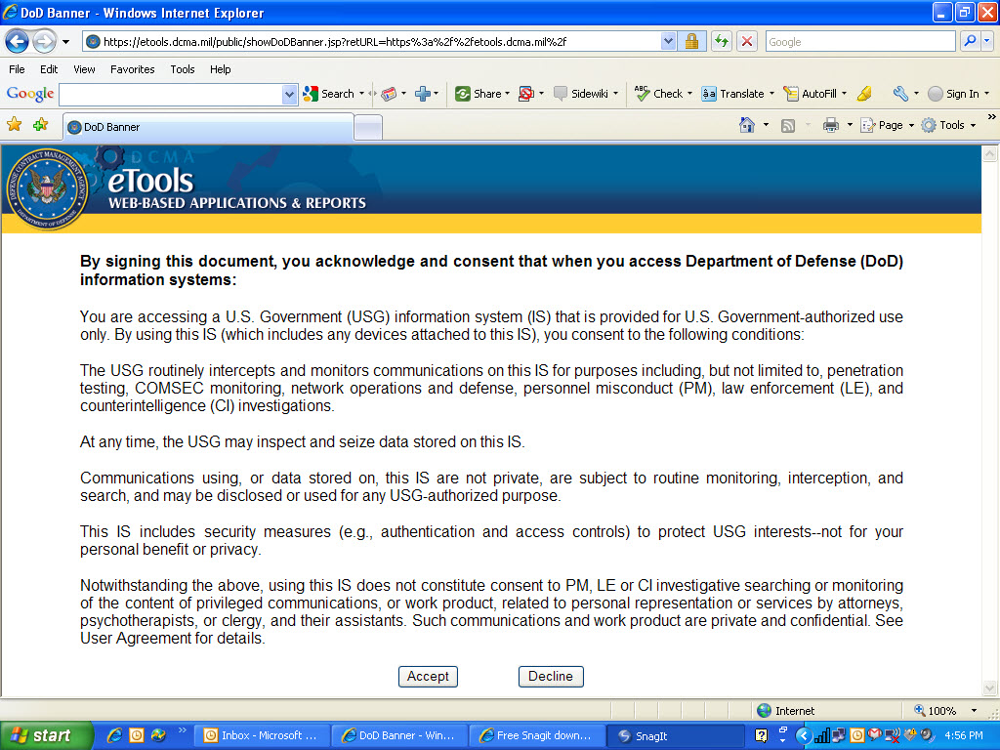 DoD Banner - Windows Internet Explorer
https://etools.dcma.mil/public/showDoDBanner.jsp?retURL=https%3a%2f%2fetools.dcma.mil%2f
Google
File Edit View Favorites Tools Help
Google Search Share Sidewiki ABC Check Translate AutoFill Sign In
DoD Banner Page Tools
DEFENSE CONTRACT MANAGEMENT AGENCY
DEPARTMENT OF DEFENSE
DCMA
eTools
WEB-BASED APPLICATIONS & REPORTS
By signing this document, you acknowledge and consent that when you access Department of Defense (DoD)
information systems:
You are accessing a U.S. Government (USG) information system (IS) that is provided for U.S. Government-authorized use
only. By using this IS (which includes any devices attached to this IS), you consent to the following conditions:
The USG routinely intercepts and monitors communications on this IS for purposes including, but not limited to, penetration
testing, COMSEC monitoring, network operations and defense, personnel misconduct (PM), law enforcement (LE), and
counterintelligence (CI) investigations.
At any time, the USG may inspect and seize data stored on this IS.
Communications using, or data stored on, this IS are not private, are subject to routine monitoring, interception, and
search, and may be disclosed or used for any USG-authorized purpose.
This IS includes security measures (e.g., authentication and access controls) to protect USG interests--not for your
personal benefit or privacy.
Notwithstanding the above, using this IS does not constitute consent to PM, LE or CI investigative searching or monitoring
of the content of privileged communications, or work product, related to personal representation or services by attorneys,
psychotherapists, or clergy, and their assistants. Such communications and work product are private and confidential. See
User Agreement for details.
Accept Decline
Internet 100%
start Inbox - Microsoft ... DoD Banner - Win... Free Snagit down... SnagIt 4:56 PM